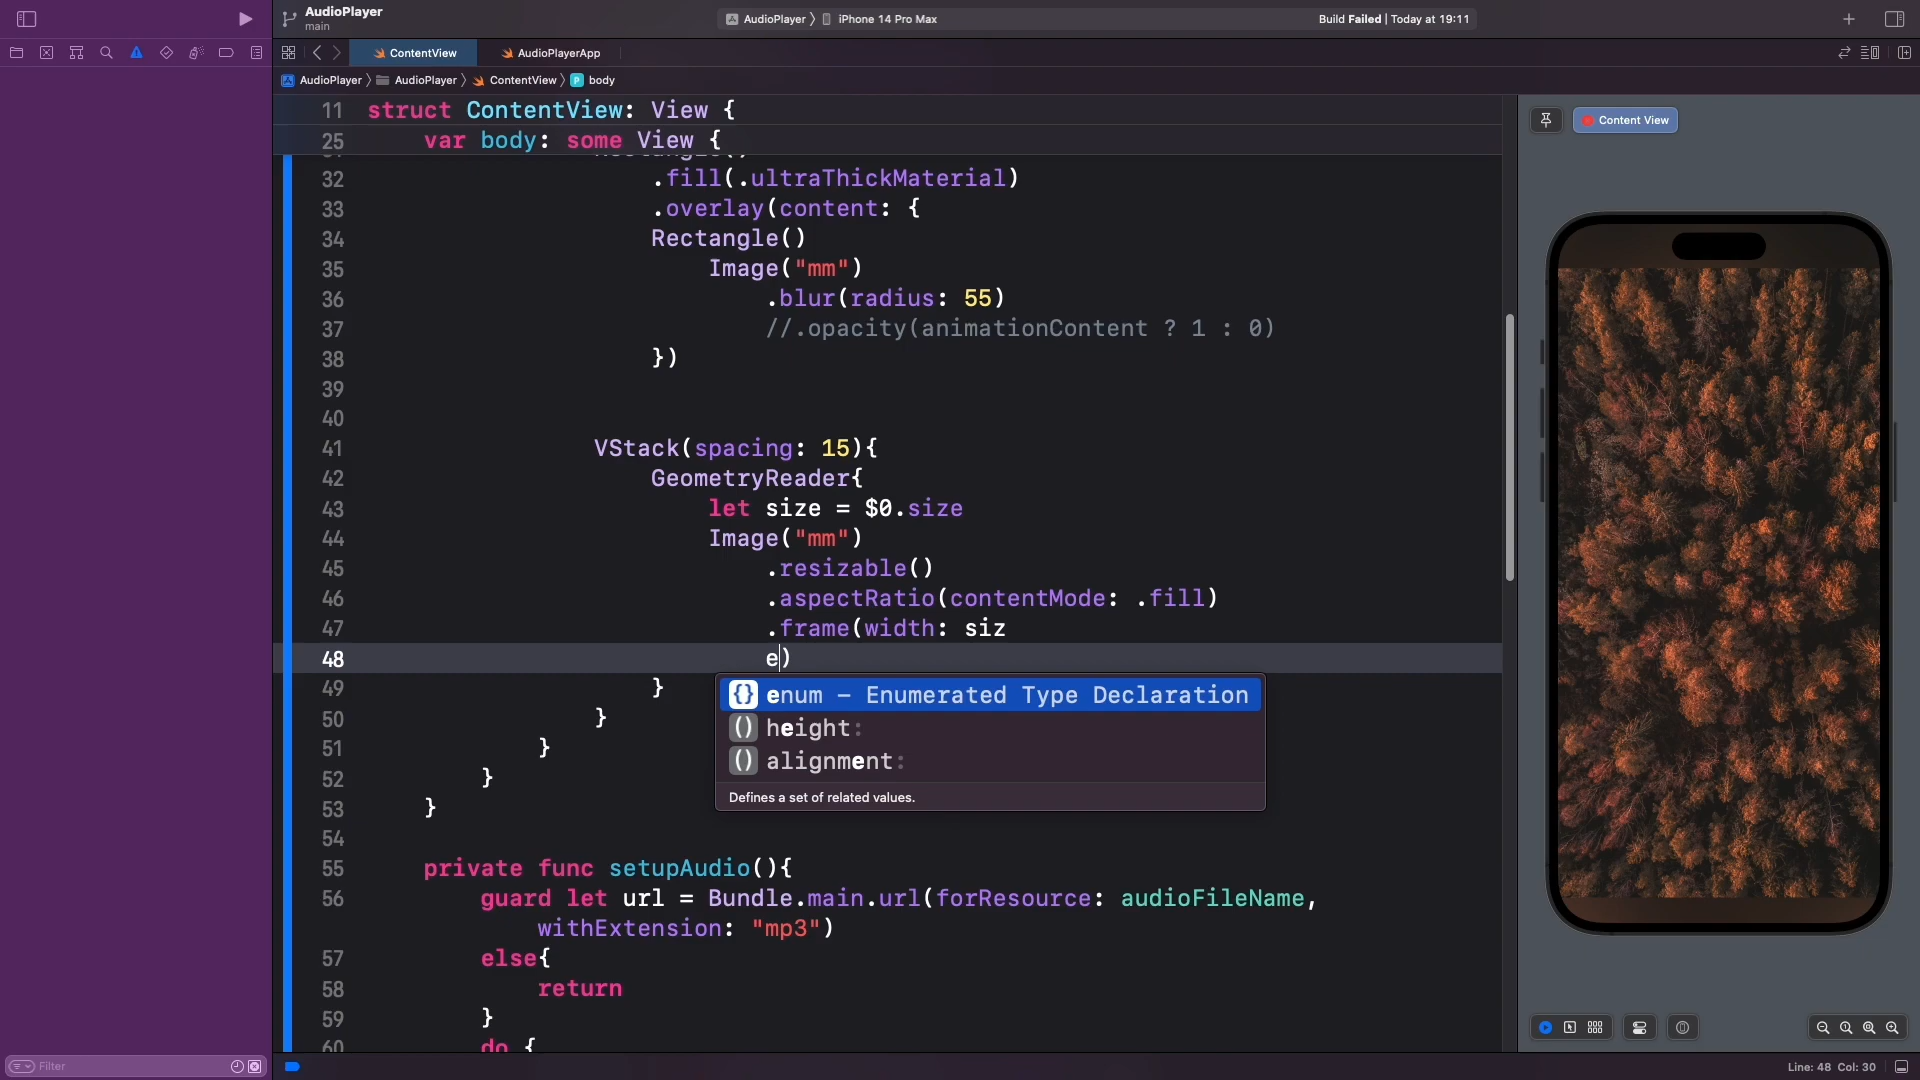 AudioPlayer
main
AudioPlayer 〉 iPhone 14 Pro Max
Build Failed | Today at 19:11
ContentView
AudioPlayerApp
AudioPlayer 〉 AudioPlayer 〉 ContentView 〉 P body
11 struct ContentView: View {
25 var body: some View {
32 .fill(.ultraThickMaterial)
33 .overlay(content: {
34 Rectangle()
35 Image("mm")
36 .blur(radius: 55)
37 //.opacity(animationContent ? 1 : 0)
38 })
39
40
41 VStack(spacing: 15){
42 GeometryReader{
43 let size = $0.size
44 Image("mm")
45 .resizable()
46 .aspectRatio(contentMode: .fill)
47 .frame(width: siz
48 e)
49 }
{} enum – Enumerated Type Declaration
() height:
() alignment:
Defines a set of related values.
50 }
51 }
52 }
53 }
54
55 private func setupAudio(){
56 guard let url = Bundle.main.url(forResource: audioFileName,
withExtension: "mp3")
57 else{
58 return
59 }
60 do {
Content View
Filter
Line: 48 Col: 30